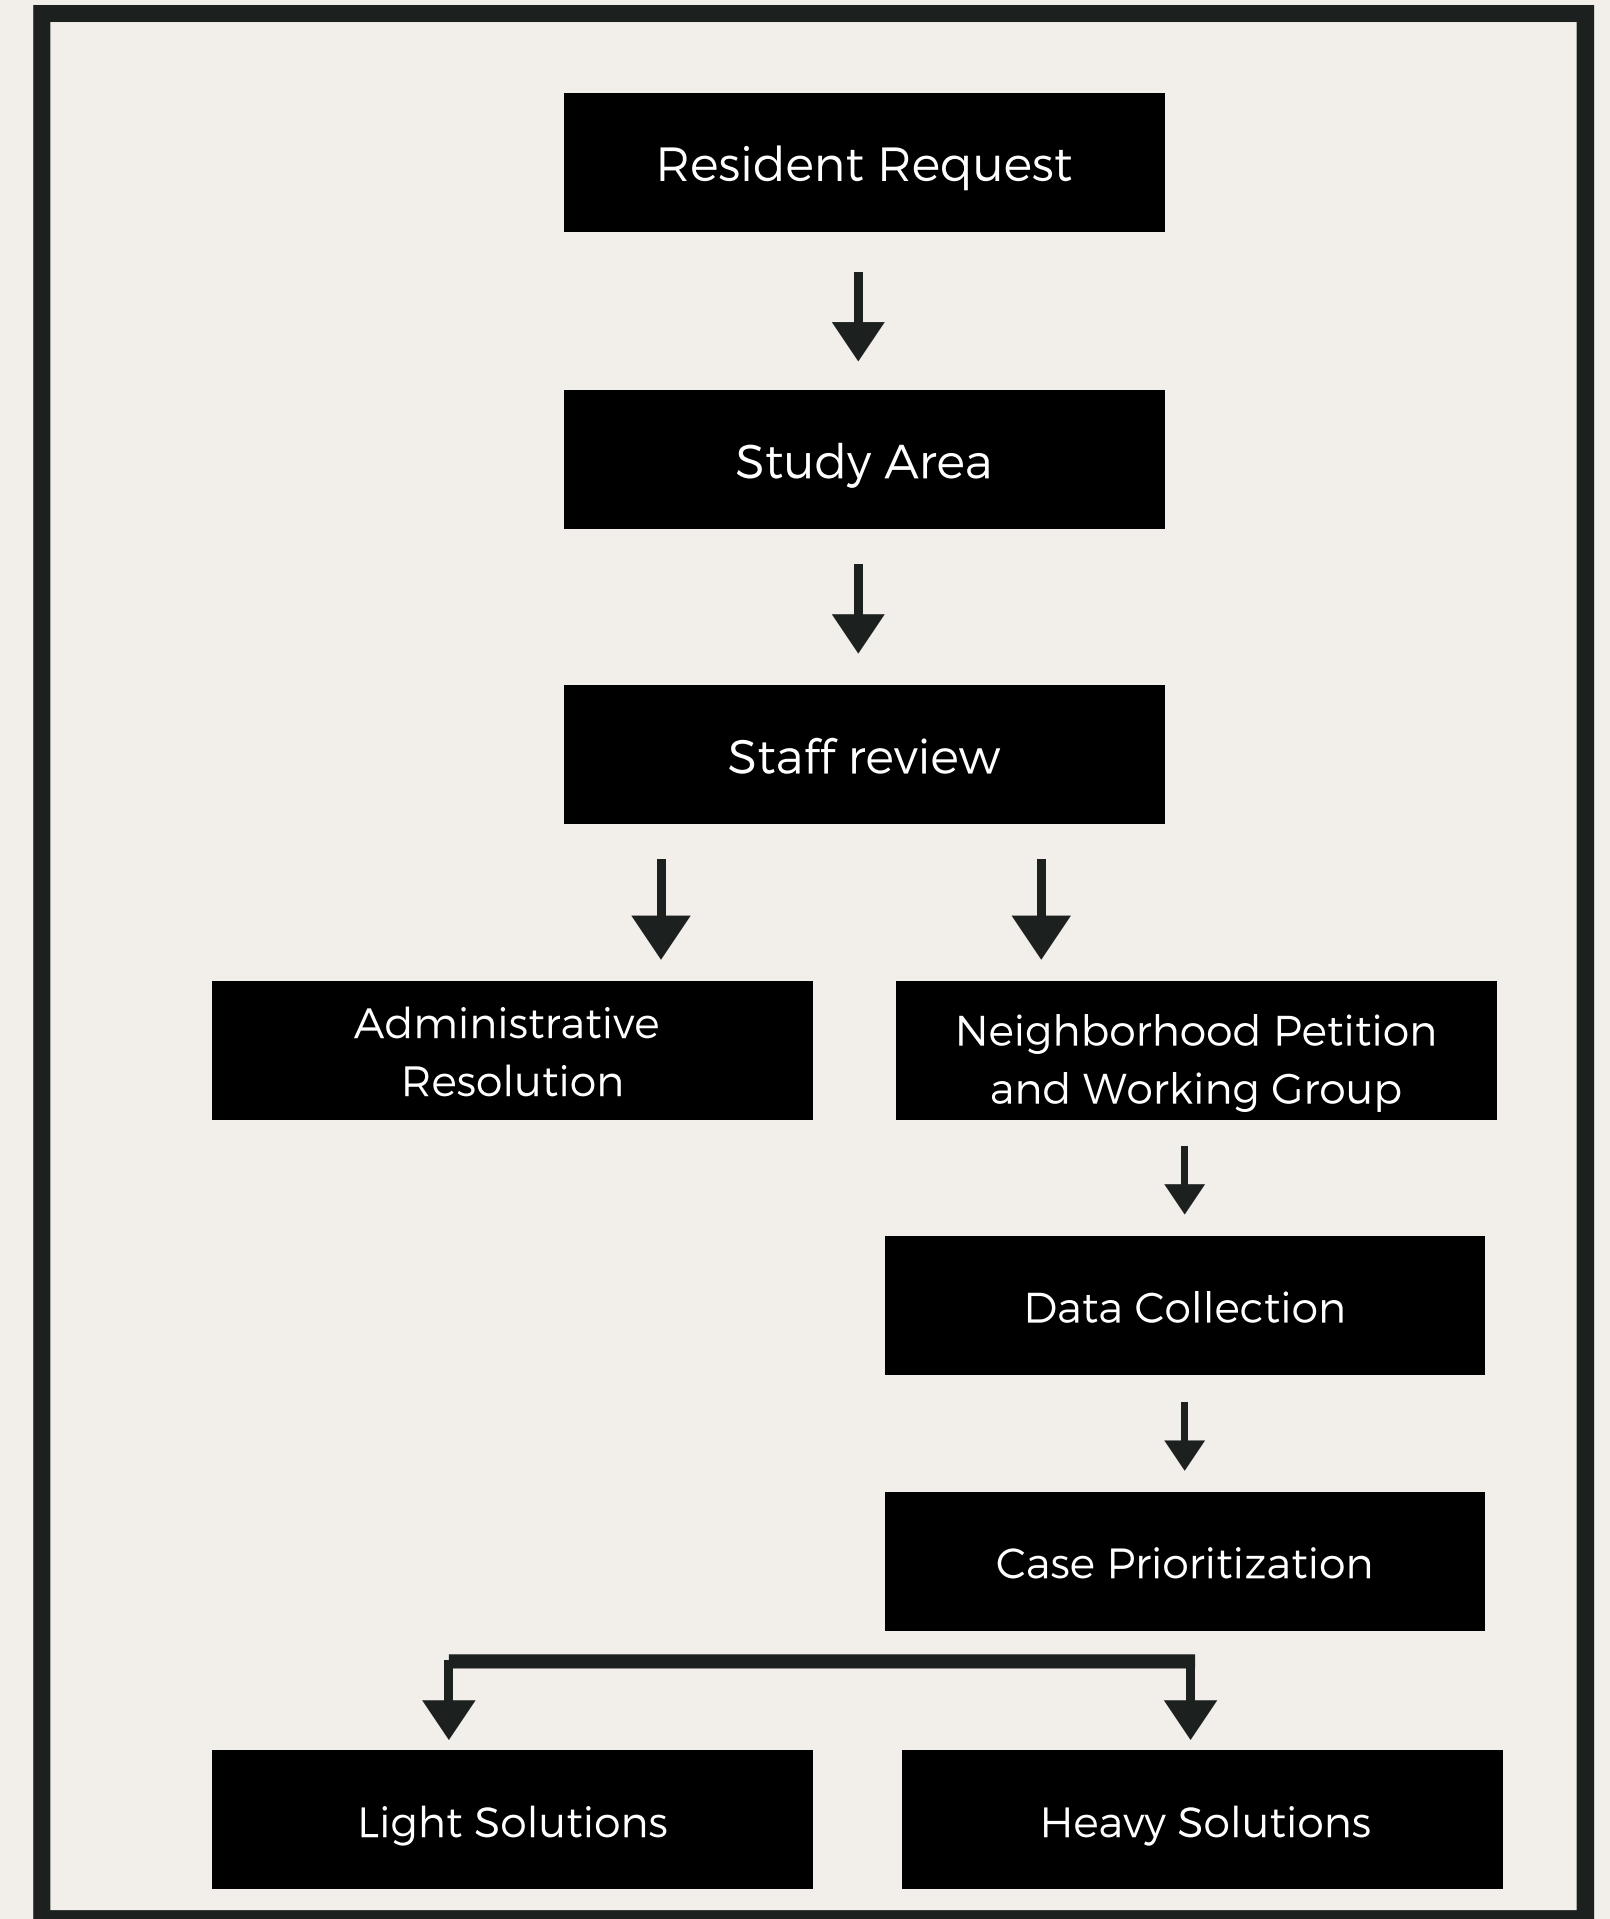 Resident Request
Study Area
Staff review
Administrative
Resolution
Neighborhood Petition
and Working Group
Data Collection
Case Prioritization
Light Solutions
Heavy Solutions